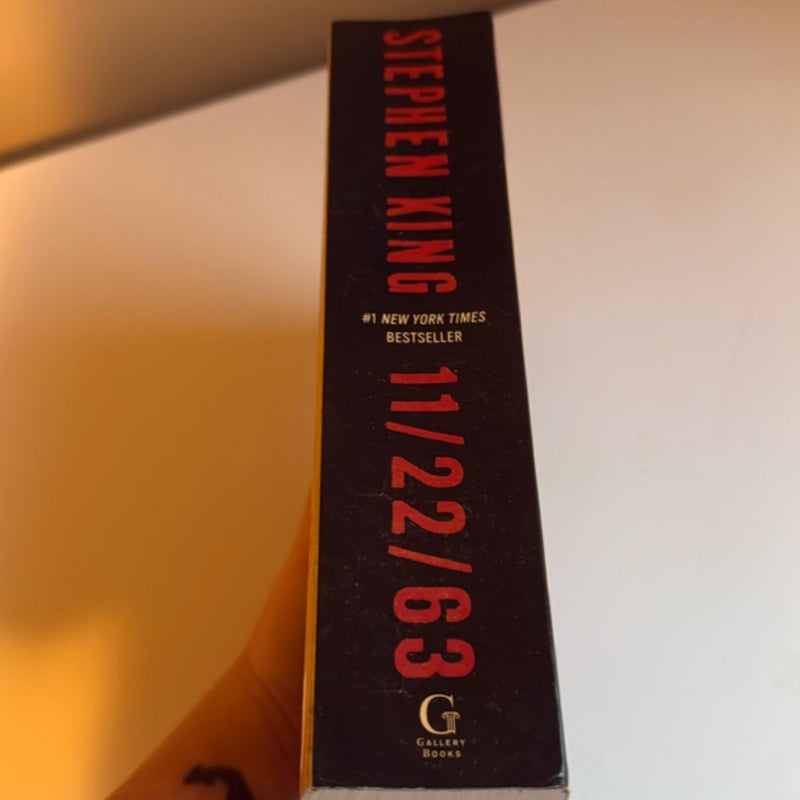 STEPHEN KING
#1 NEW YORK TIMES
BESTSELLER
11/22/63
G
GALLERY
BOOKS